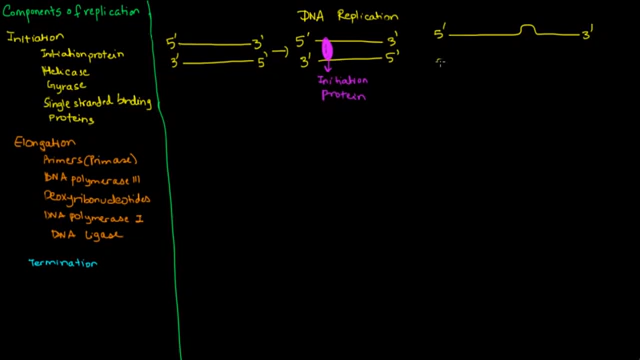 Components of replication
Initiation
Initiation protein
Helicase
Gyrase
Single stranded binding
Proteins
Elongation
Primers (Primase)
DNA polymerase III
Deoxyribonucleotides
DNA polymerase I
DNA Ligase
Termination
DNA Replication
5' 3'
3' 5'
5' 3'
3' 5'
Initiation
Protein
5' 3'